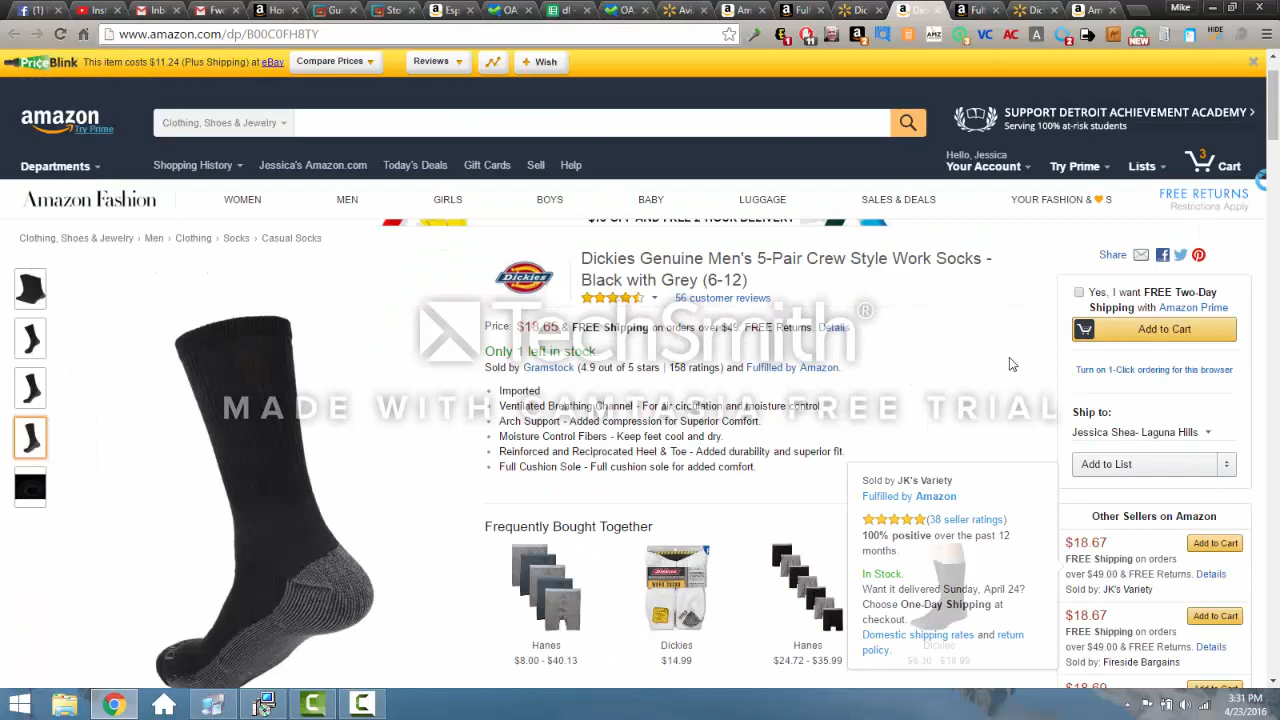 Mike
www.amazon.com/dp/B00C0FH8TY
PriceBlink This item costs $11.24 (Plus Shipping) at eBay Compare Prices Reviews + Wish
amazon
Try Prime
Clothing, Shoes & Jewelry
SUPPORT DETROIT ACHIEVEMENT ACADEMY
Serving 100% at-risk students
Departments Shopping History Jessica's Amazon.com Today's Deals Gift Cards Sell Help
Hello, Jessica
Your Account Try Prime Lists 3 Cart
Amazon Fashion WOMEN MEN GIRLS BOYS BABY LUGGAGE SALES & DEALS YOUR FASHION & S
FREE RETURNS
Restrictions Apply
Clothing, Shoes & Jewelry › Men › Clothing › Socks › Casual Socks
Dickies
Dickies Genuine Men's 5-Pair Crew Style Work Socks -
Black with Grey (6-12)
56 customer reviews
Price: $18.65 & FREE Shipping on orders over $49. FREE Returns. Details
Only 1 left in stock.
Sold by Gramstock (4.9 out of 5 stars | 158 ratings) and Fulfilled by Amazon.
TechSmith®
MADE WITH CAMTASIA FREE TRIAL
• Imported
• Ventilated Breathing Channel - For air circulation and moisture control.
• Arch Support - Added compression for Superior Comfort.
• Moisture Control Fibers - Keep feet cool and dry.
• Reinforced and Reciprocated Heel & Toe - Added durability and superior fit.
• Full Cushion Sole - Full cushion sole for added comfort.
Frequently Bought Together
Hanes
$8.00 - $40.13
Dickies
$14.99
Hanes
$24.72 - $35.99
Dickies
Sold by JK's Variety
Fulfilled by Amazon
(38 seller ratings)
100% positive over the past 12
months.
In Stock.
Want it delivered Sunday, April 24?
Choose One-Day Shipping at
checkout.
Domestic shipping rates and return
policy.
Share
Yes, I want FREE Two-Day
Shipping with Amazon Prime
Add to Cart
Turn on 1-Click ordering for this browser
Ship to:
Jessica Shea- Laguna Hills
Add to List
Other Sellers on Amazon
$18.67 Add to Cart
FREE Shipping on orders
over $49.00 & FREE Returns. Details
Sold by: JK's Variety
$18.67 Add to Cart
FREE Shipping on orders
over $49.00 & FREE Returns. Details
Sold by: Fireside Bargains
3:31 PM
4/23/2016